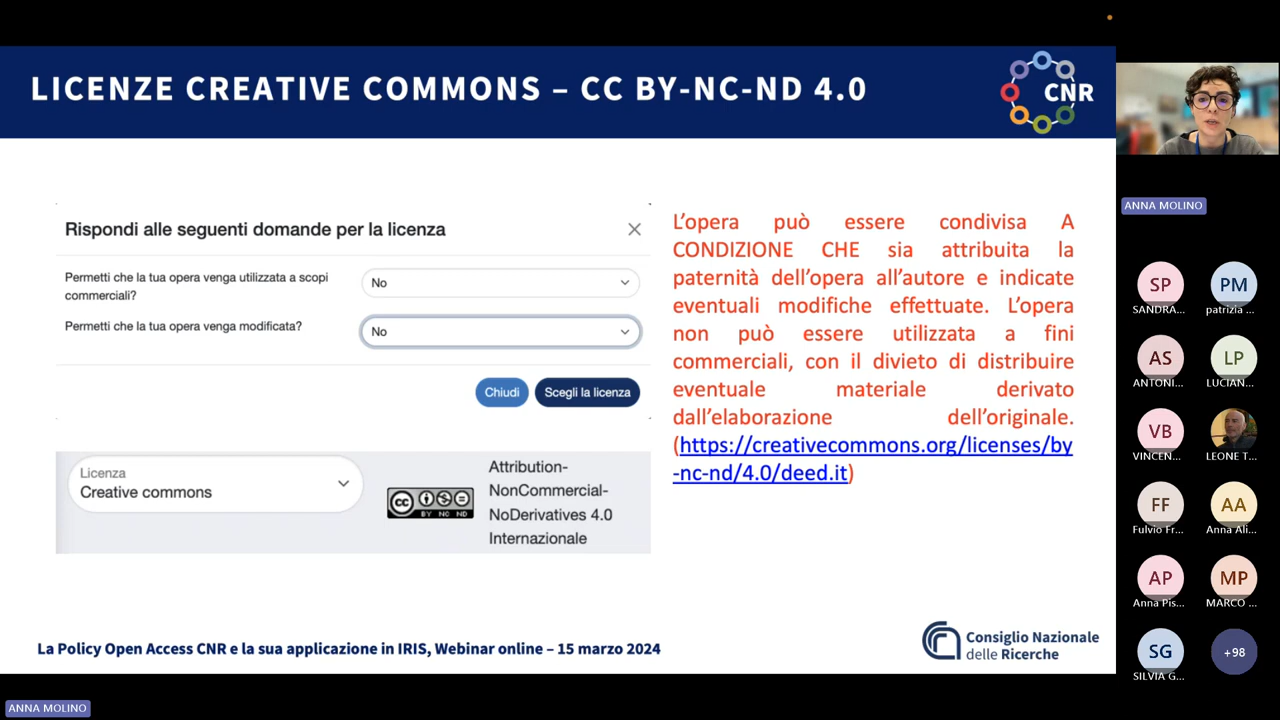 LICENZE CREATIVE COMMONS – CC BY-NC-ND 4.0
CNR
Rispondi alle seguenti domande per la licenza
Permetti che la tua opera venga utilizzata a scopi
commerciali?
No
Permetti che la tua opera venga modificata?
No
Chiudi
Scegli la licenza
Licenza
Creative commons
cc
BY NC ND
Attribution-
NonCommercial-
NoDerivatives 4.0
Internazionale
L’opera può essere condivisa A
CONDIZIONE CHE sia attribuita la
paternità dell’opera all’autore e indicate
eventuali modifiche effettuate. L’opera
non può essere utilizzata a fini
commerciali, con il divieto di distribuire
eventuale materiale derivato
dall’elaborazione dell’originale.
(https://creativecommons.org/licenses/by
-nc-nd/4.0/deed.it)
La Policy Open Access CNR e la sua applicazione in IRIS, Webinar online – 15 marzo 2024
Consiglio Nazionale
delle Ricerche
ANNA MOLINO
SP
SANDRA...
PM
patrizia ...
AS
ANTONI...
LP
LUCIAN...
VB
VINCEN...
LEONE T...
FF
Fulvio Fr...
AA
Anna Ali...
AP
Anna Pis...
MP
MARCO ...
SG
SILVIA G...
+98
ANNA MOLINO